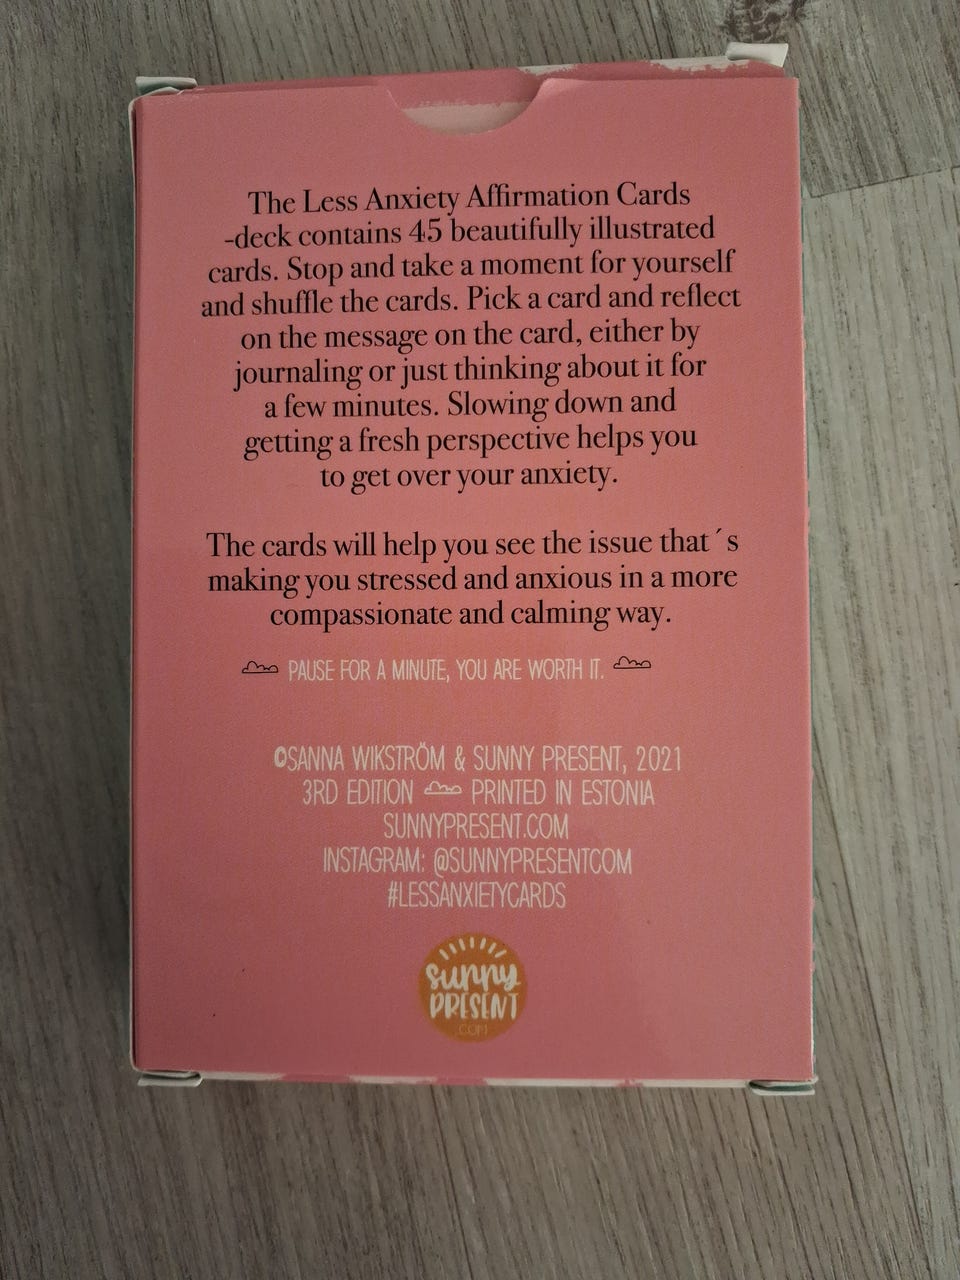 The Less Anxiety Affirmation Cards
-deck contains 45 beautifully illustrated
cards. Stop and take a moment for yourself
and shuffle the cards. Pick a card and reflect
on the message on the card, either by
journaling or just thinking about it for
a few minutes. Slowing down and
getting a fresh perspective helps you
to get over your anxiety.
The cards will help you see the issue that´s
making you stressed and anxious in a more
compassionate and calming way.
PAUSE FOR A MINUTE, YOU ARE WORTH IT.
©SANNA WIKSTRÖM & SUNNY PRESENT, 2021
3RD EDITION PRINTED IN ESTONIA
SUNNYPRESENT.COM
INSTAGRAM: @SUNNYPRESENTCOM
#LESSANXIETYCARDS
sunny
PRESENT
.COM